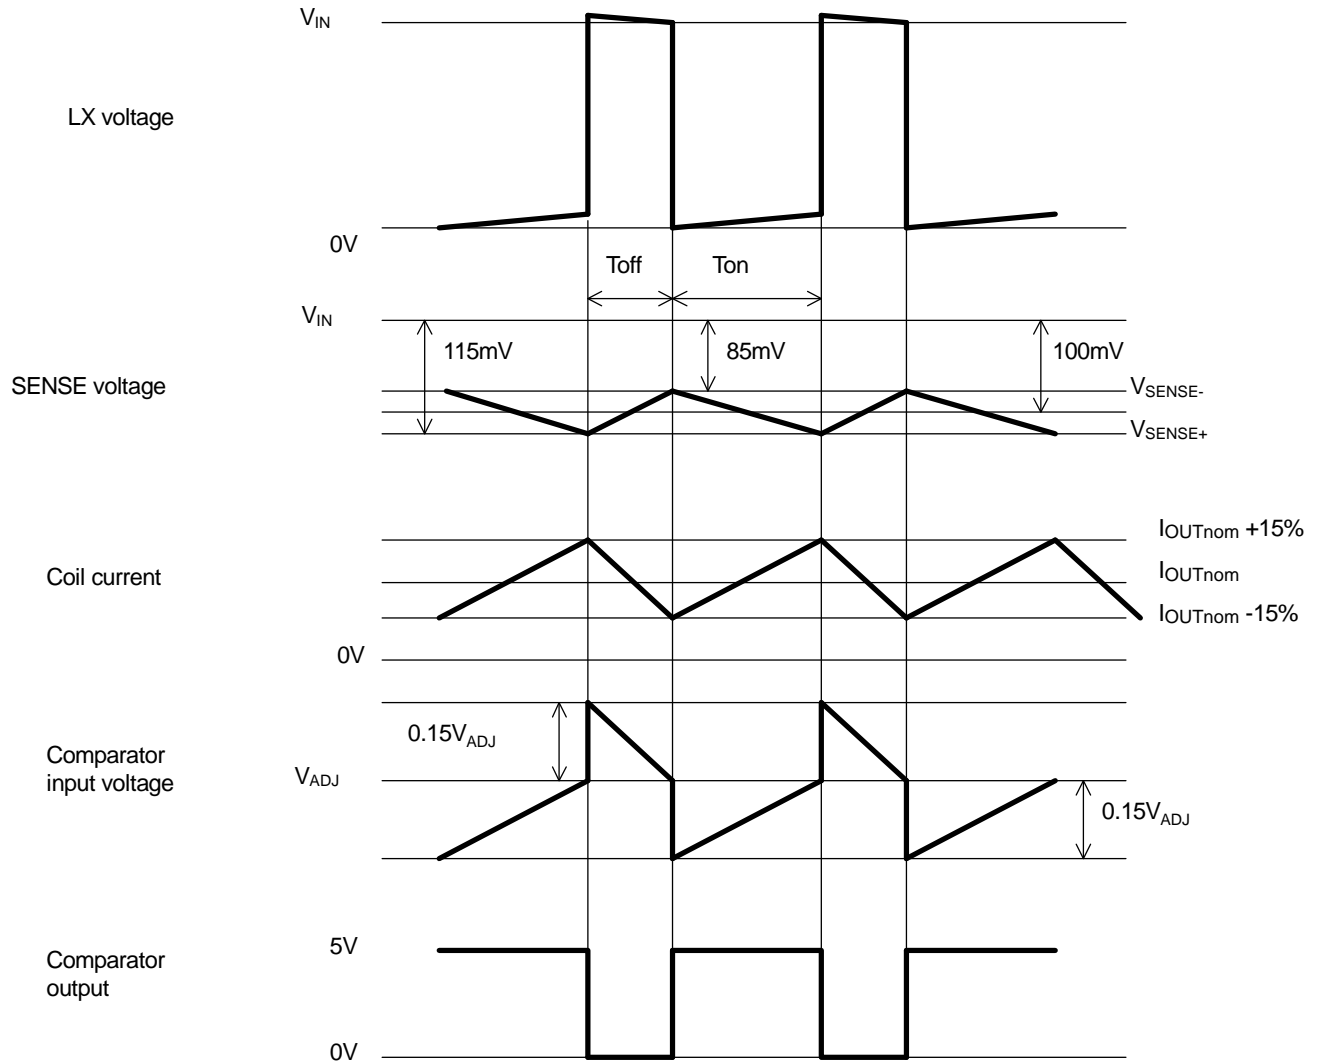 VIN
LX voltage
0V
Toff
Ton
VIN
115mV
85mV
100mV
SENSE voltage
VSENSE-
VSENSE+
IOUTnom +15%
Coil current
IOUTnom
IOUTnom -15%
0V
0.15VADJ
Comparator
input voltage
VADJ
0.15VADJ
5V
Comparator
output
0V